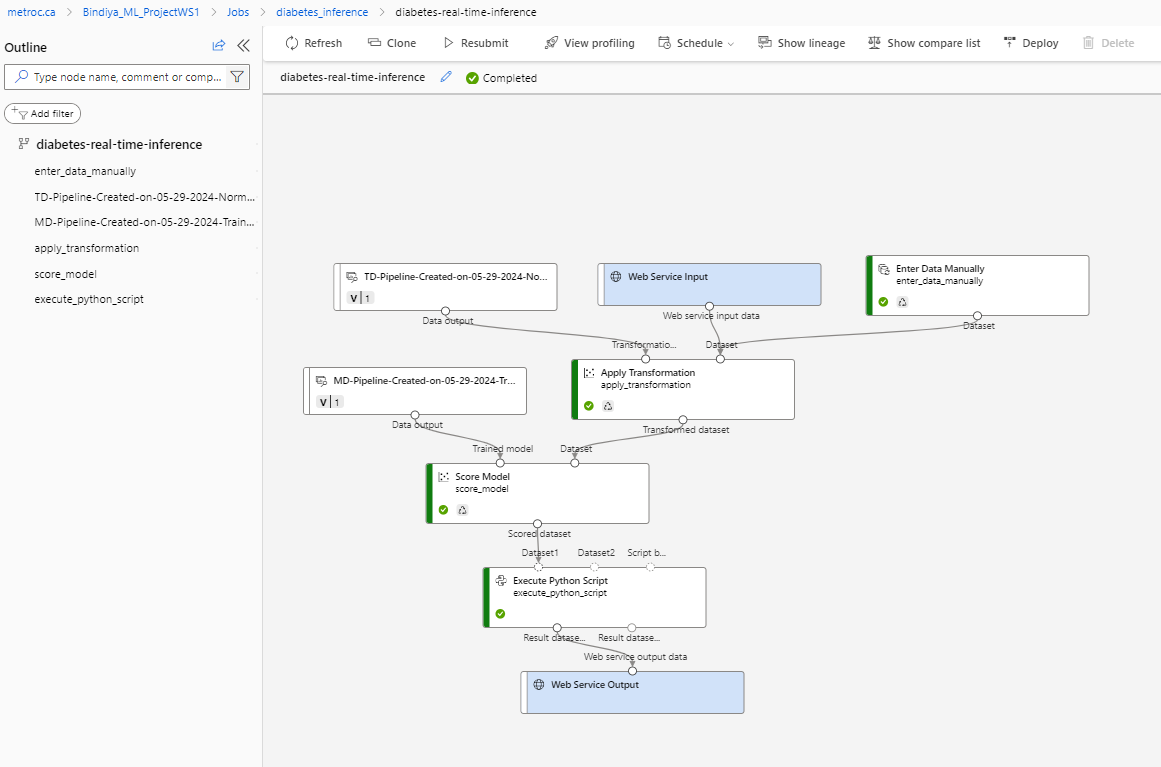 metroc.ca > Bindiya_ML_ProjectWS1 > Jobs > diabetes_inference > diabetes-real-time-inference
Outline
Type node name, comment or comp...
Add filter
diabetes-real-time-inference
enter_data_manually
TD-Pipeline-Created-on-05-29-2024-Norm...
MD-Pipeline-Created-on-05-29-2024-Train...
apply_transformation
score_model
execute_python_script
Refresh Clone Resubmit View profiling Schedule Show lineage Show compare list Deploy Delete
diabetes-real-time-inference Completed
TD-Pipeline-Created-on-05-29-2024-No...
V 1
Data output
Web Service Input
Web service input data
Enter Data Manually
enter_data_manually
Dataset
Transformatio...
Dataset
Apply Transformation
apply_transformation
Transformed dataset
MD-Pipeline-Created-on-05-29-2024-Tr...
V 1
Data output
Trained model
Dataset
Score Model
score_model
Scored dataset
Dataset1
Dataset2
Script b...
Execute Python Script
execute_python_script
Result datase...
Result datase...
Web service output data
Web Service Output